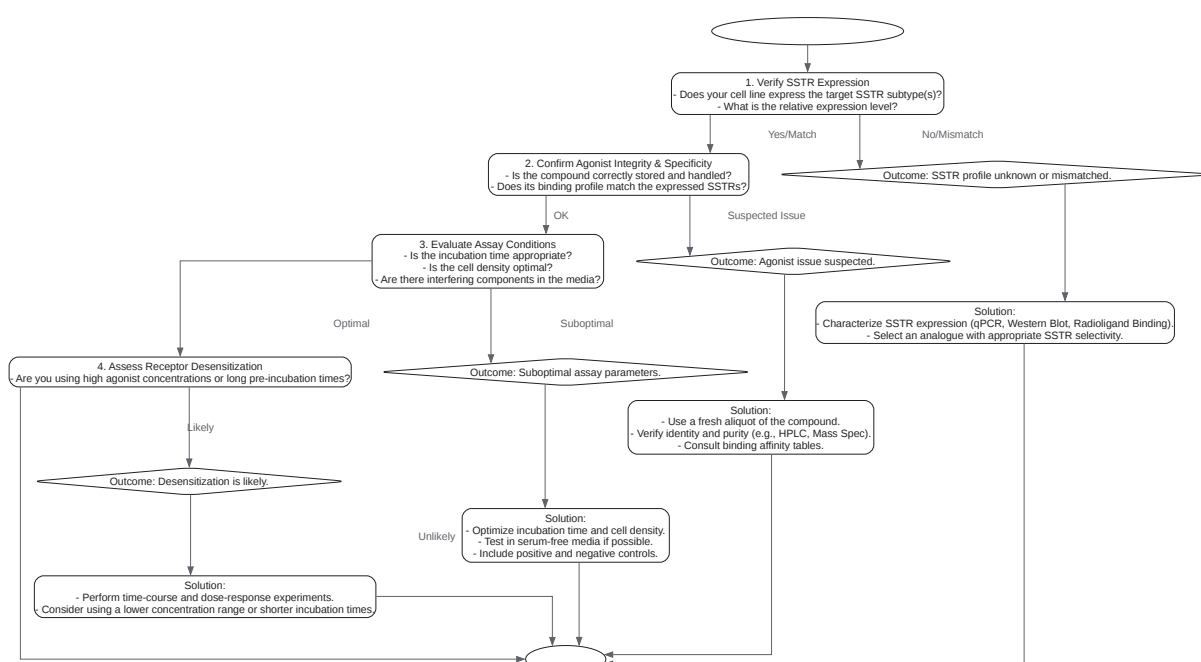 1. Verify SSTR Expression
- Does your cell line express the target SSTR subtype(s)?
- What is the relative expression level?
Yes/Match
No/Mismatch
2. Confirm Agonist Integrity & Specificity
- Is the compound correctly stored and handled?
- Does its binding profile match the expressed SSTRs?
Outcome: SSTR profile unknown or mismatched.
OK
Suspected Issue
3. Evaluate Assay Conditions
- Is the incubation time appropriate?
- Is the cell density optimal?
- Are there interfering components in the media?
Outcome: Agonist issue suspected.
Solution:
- Characterize SSTR expression (qPCR, Western Blot, Radioligand Binding).
- Select an analogue with appropriate SSTR selectivity.
Optimal
Suboptimal
4. Assess Receptor Desensitization
- Are you using high agonist concentrations or long pre-incubation times?
Outcome: Suboptimal assay parameters.
Solution:
- Use a fresh aliquot of the compound.
- Verify identity and purity (e.g., HPLC, Mass Spec).
- Consult binding affinity tables.
Likely
Outcome: Desensitization is likely.
Unlikely
Solution:
- Optimize incubation time and cell density.
- Test in serum-free media if possible.
- Include positive and negative controls.
Solution:
- Perform time-course and dose-response experiments.
- Consider using a lower concentration range or shorter incubation times.